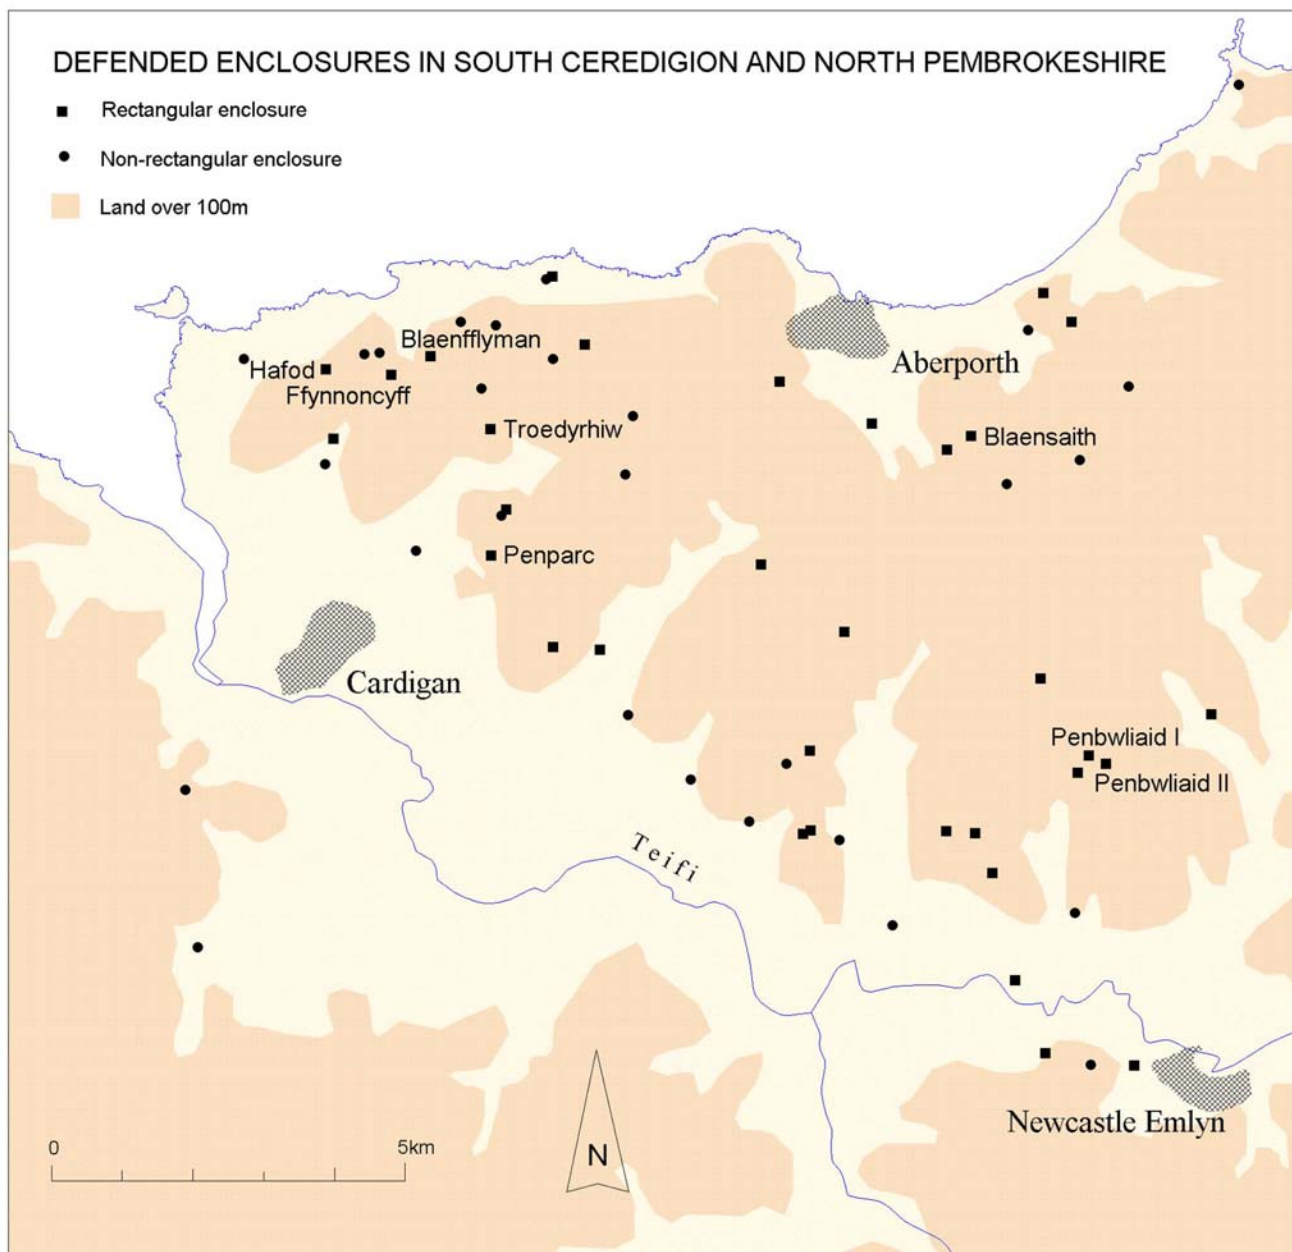 DEFENDED ENCLOSURES IN SOUTH CEREDIGION AND NORTH PEMBROKESHIRE
Rectangular enclosure
Non-rectangular enclosure
Land over 100m
Blaenfflyman
Hafod
Ffynnoncyff
Aberporth
Troedyrhiw
Blaensaith
Penparc
Cardigan
Penbwliaid I
Penbwliaid II
Teifi
Newcastle Emlyn
0 5km
N